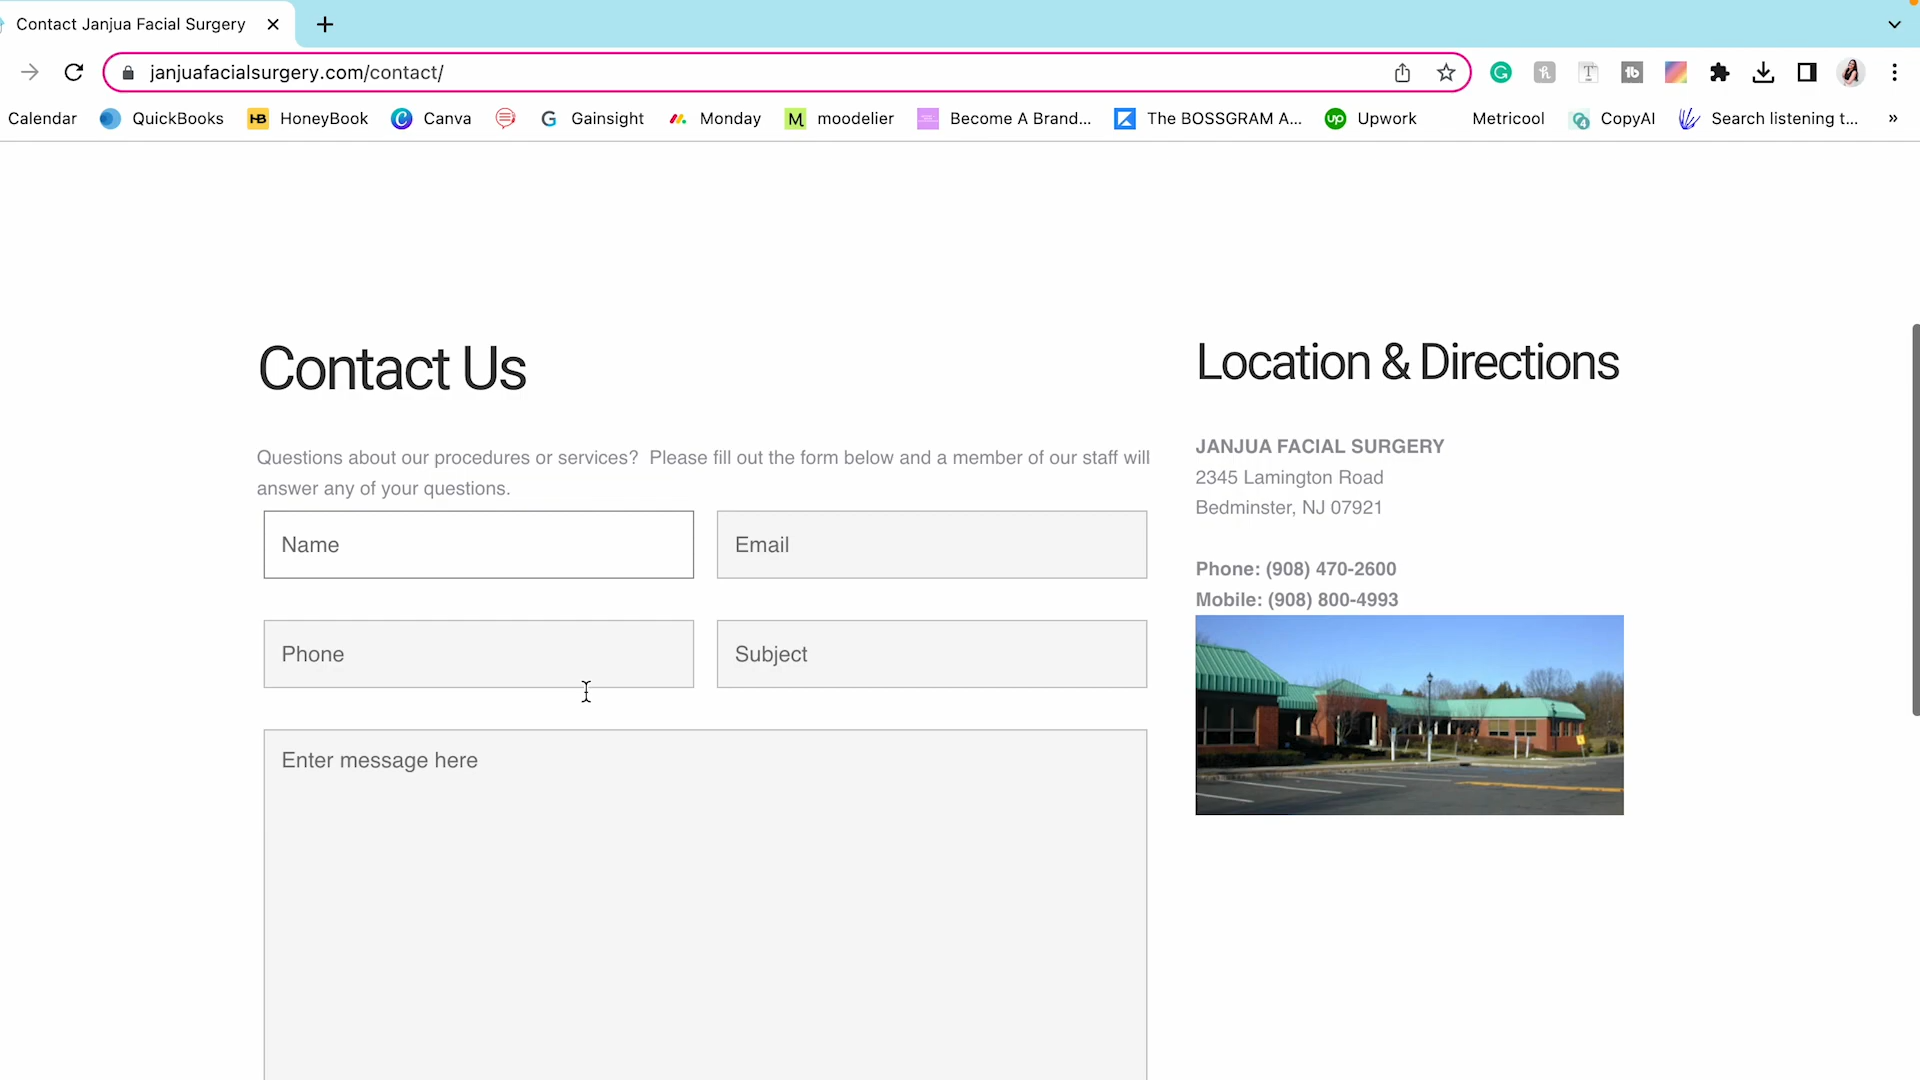 Contact Janjua Facial Surgery
janjuafacialsurgery.com/contact/
Calendar QuickBooks HB HoneyBook Canva Gainsight Monday M moodelier Become A Brand... The BOSSGRAM A... up Upwork Metricool CopyAI Search listening t... »
Contact Us
Questions about our procedures or services? Please fill out the form below and a member of our staff will
answer any of your questions.
Name Email
Phone Subject
Enter message here
Location & Directions
JANJUA FACIAL SURGERY
2345 Lamington Road
Bedminster, NJ 07921
Phone: (908) 470-2600
Mobile: (908) 800-4993